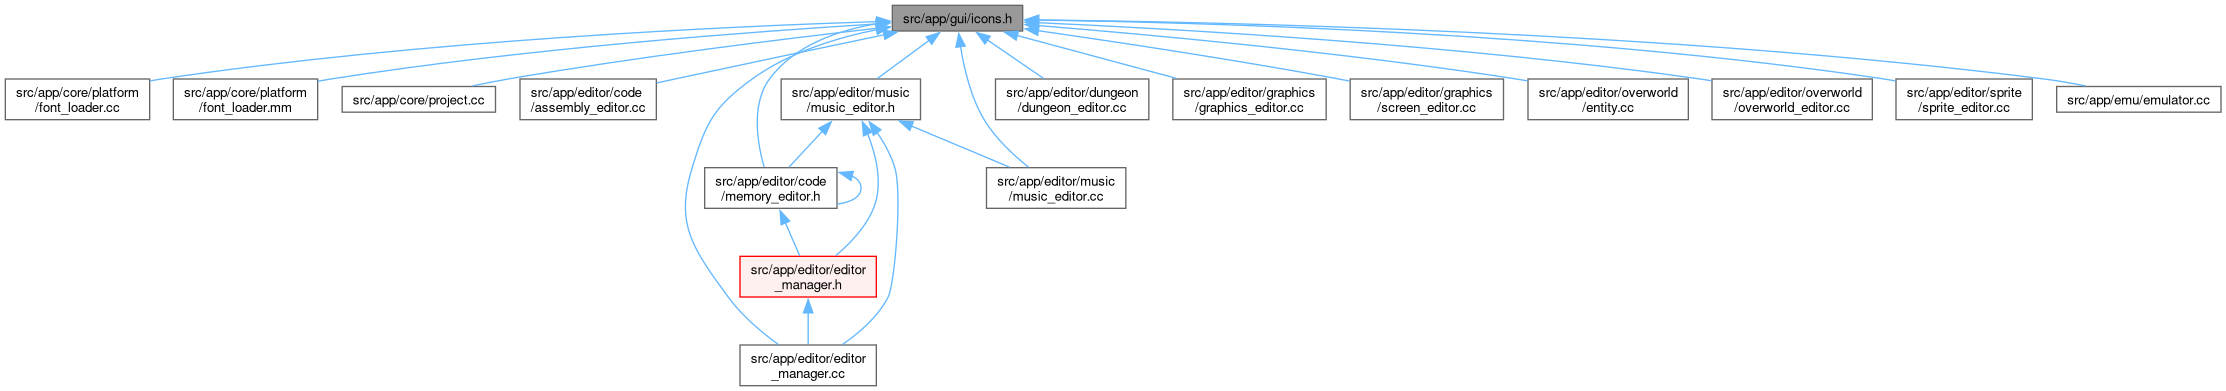 src/app/gui/icons.h
src/app/core/platform
/font_loader.cc
src/app/core/platform
/font_loader.mm
src/app/core/project.cc
src/app/editor/code
/assembly_editor.cc
src/app/editor/music
/music_editor.h
src/app/editor/dungeon
/dungeon_editor.cc
src/app/editor/graphics
/graphics_editor.cc
src/app/editor/graphics
/screen_editor.cc
src/app/editor/overworld
/entity.cc
src/app/editor/overworld
/overworld_editor.cc
src/app/editor/sprite
/sprite_editor.cc
src/app/emu/emulator.cc
src/app/editor/code
/memory_editor.h
src/app/editor/music
/music_editor.cc
src/app/editor/editor
_manager.h
src/app/editor/editor
_manager.cc